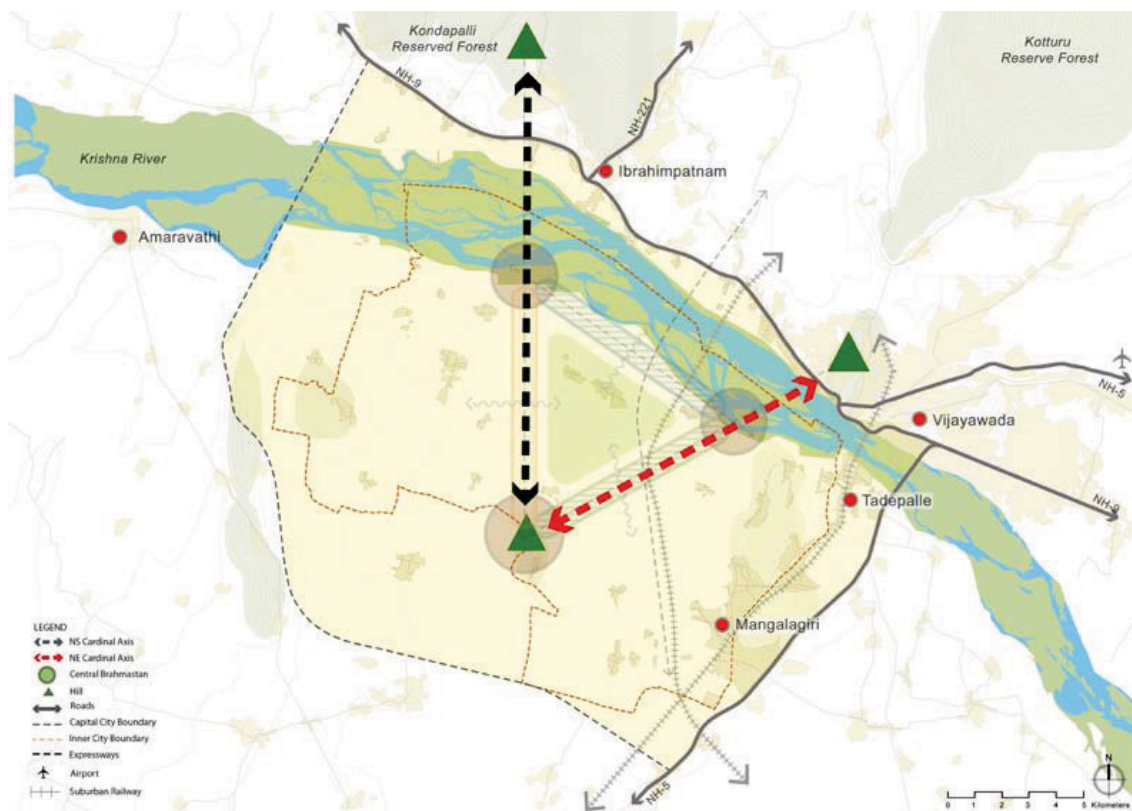 Kondapalli
Reserved Forest
Kotturu
Reserve Forest
NH-9
NH-221
Krishna River
Ibrahimpatnam
Amaravathi
NH-5
Vijayawada
Tadepalle
NH-9
Mangalagiri
NH-5
LEGEND
NS Cardinal Axis
NE Cardinal Axis
Central Brahmastan
Hill
Roads
Capital City Boundary
Inner City Boundary
Expressways
Airport
Suburban Railway
N
0 1 2 3 4 5
Kilometers